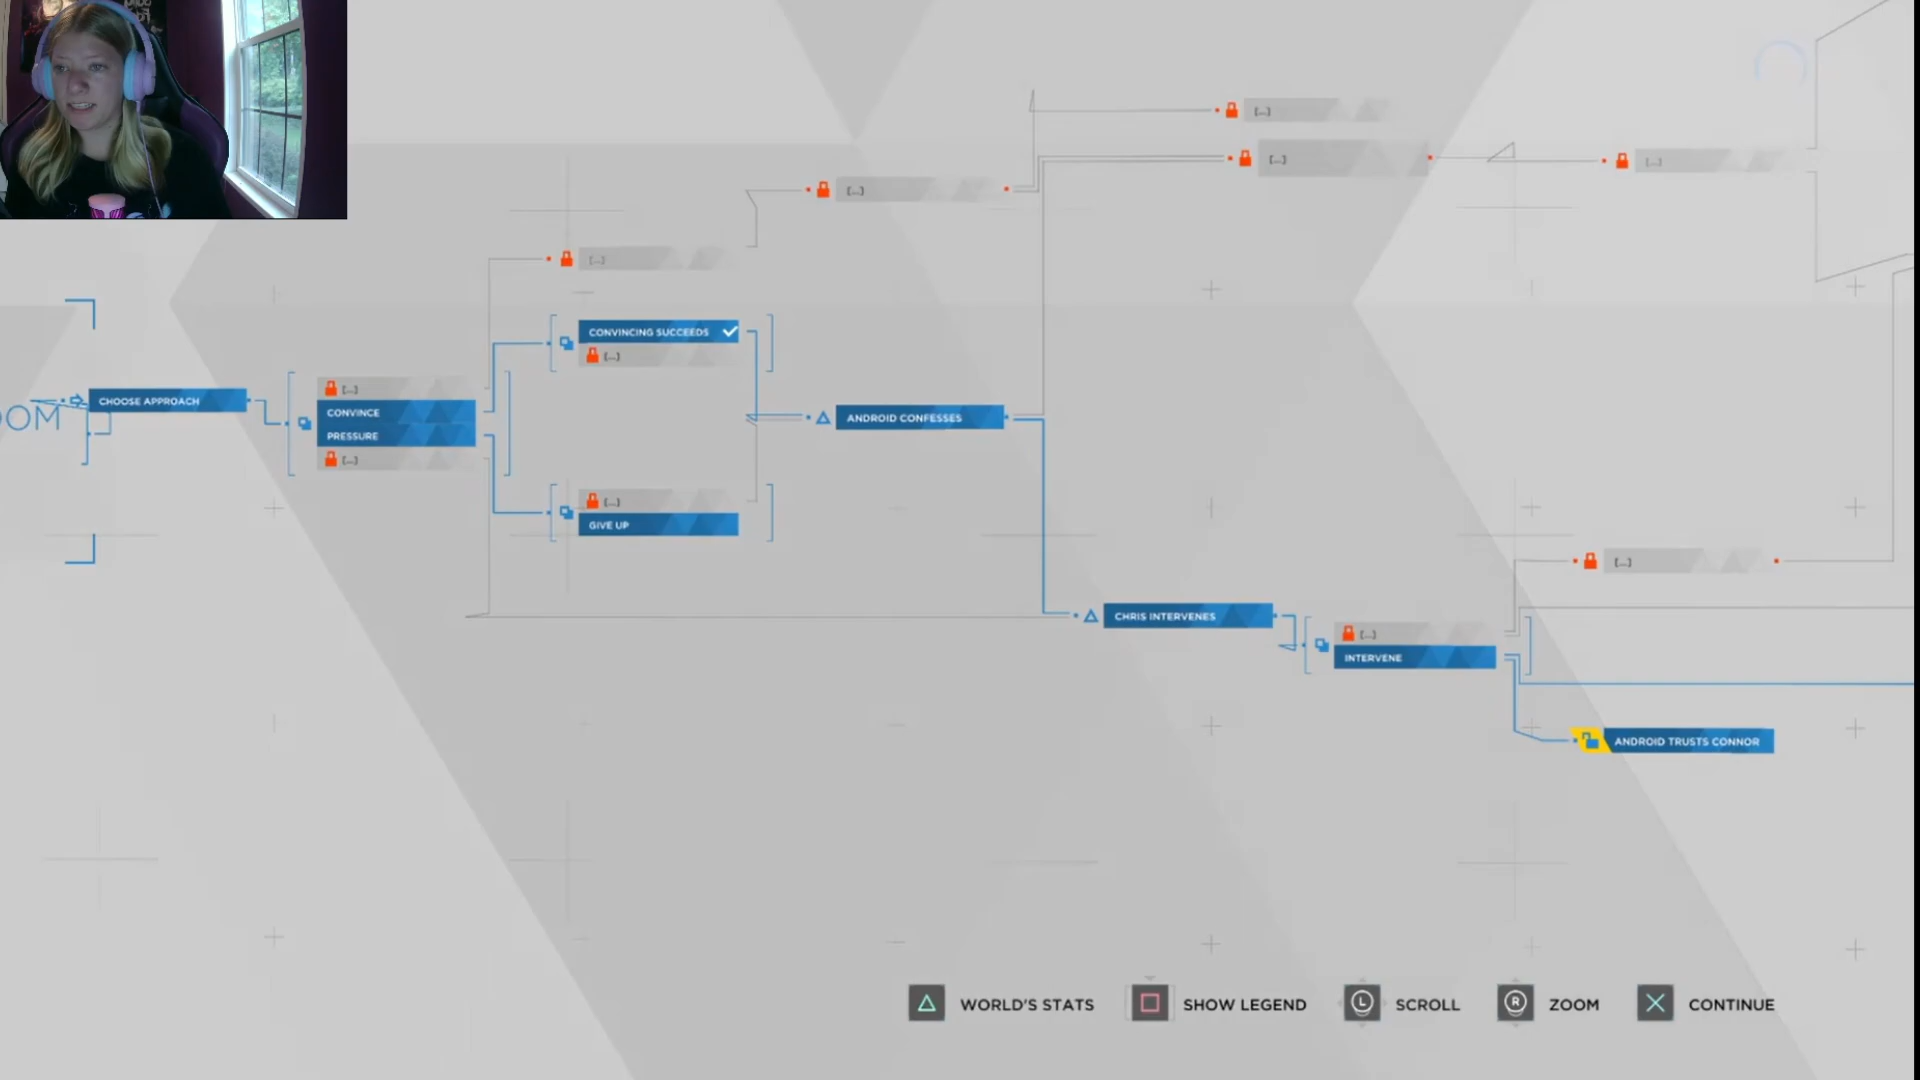 [...]
[...]
[...]
[...]
[...]
CONVINCING SUCCEEDS
[...]
OOM
CHOOSE APPROACH
[...]
CONVINCE
PRESSURE
[...]
ANDROID CONFESSES
[...]
GIVE UP
[...]
CHRIS INTERVENES
[...]
INTERVENE
ANDROID TRUSTS CONNOR
WORLD'S STATS
SHOW LEGEND
L
SCROLL
R
ZOOM
CONTINUE